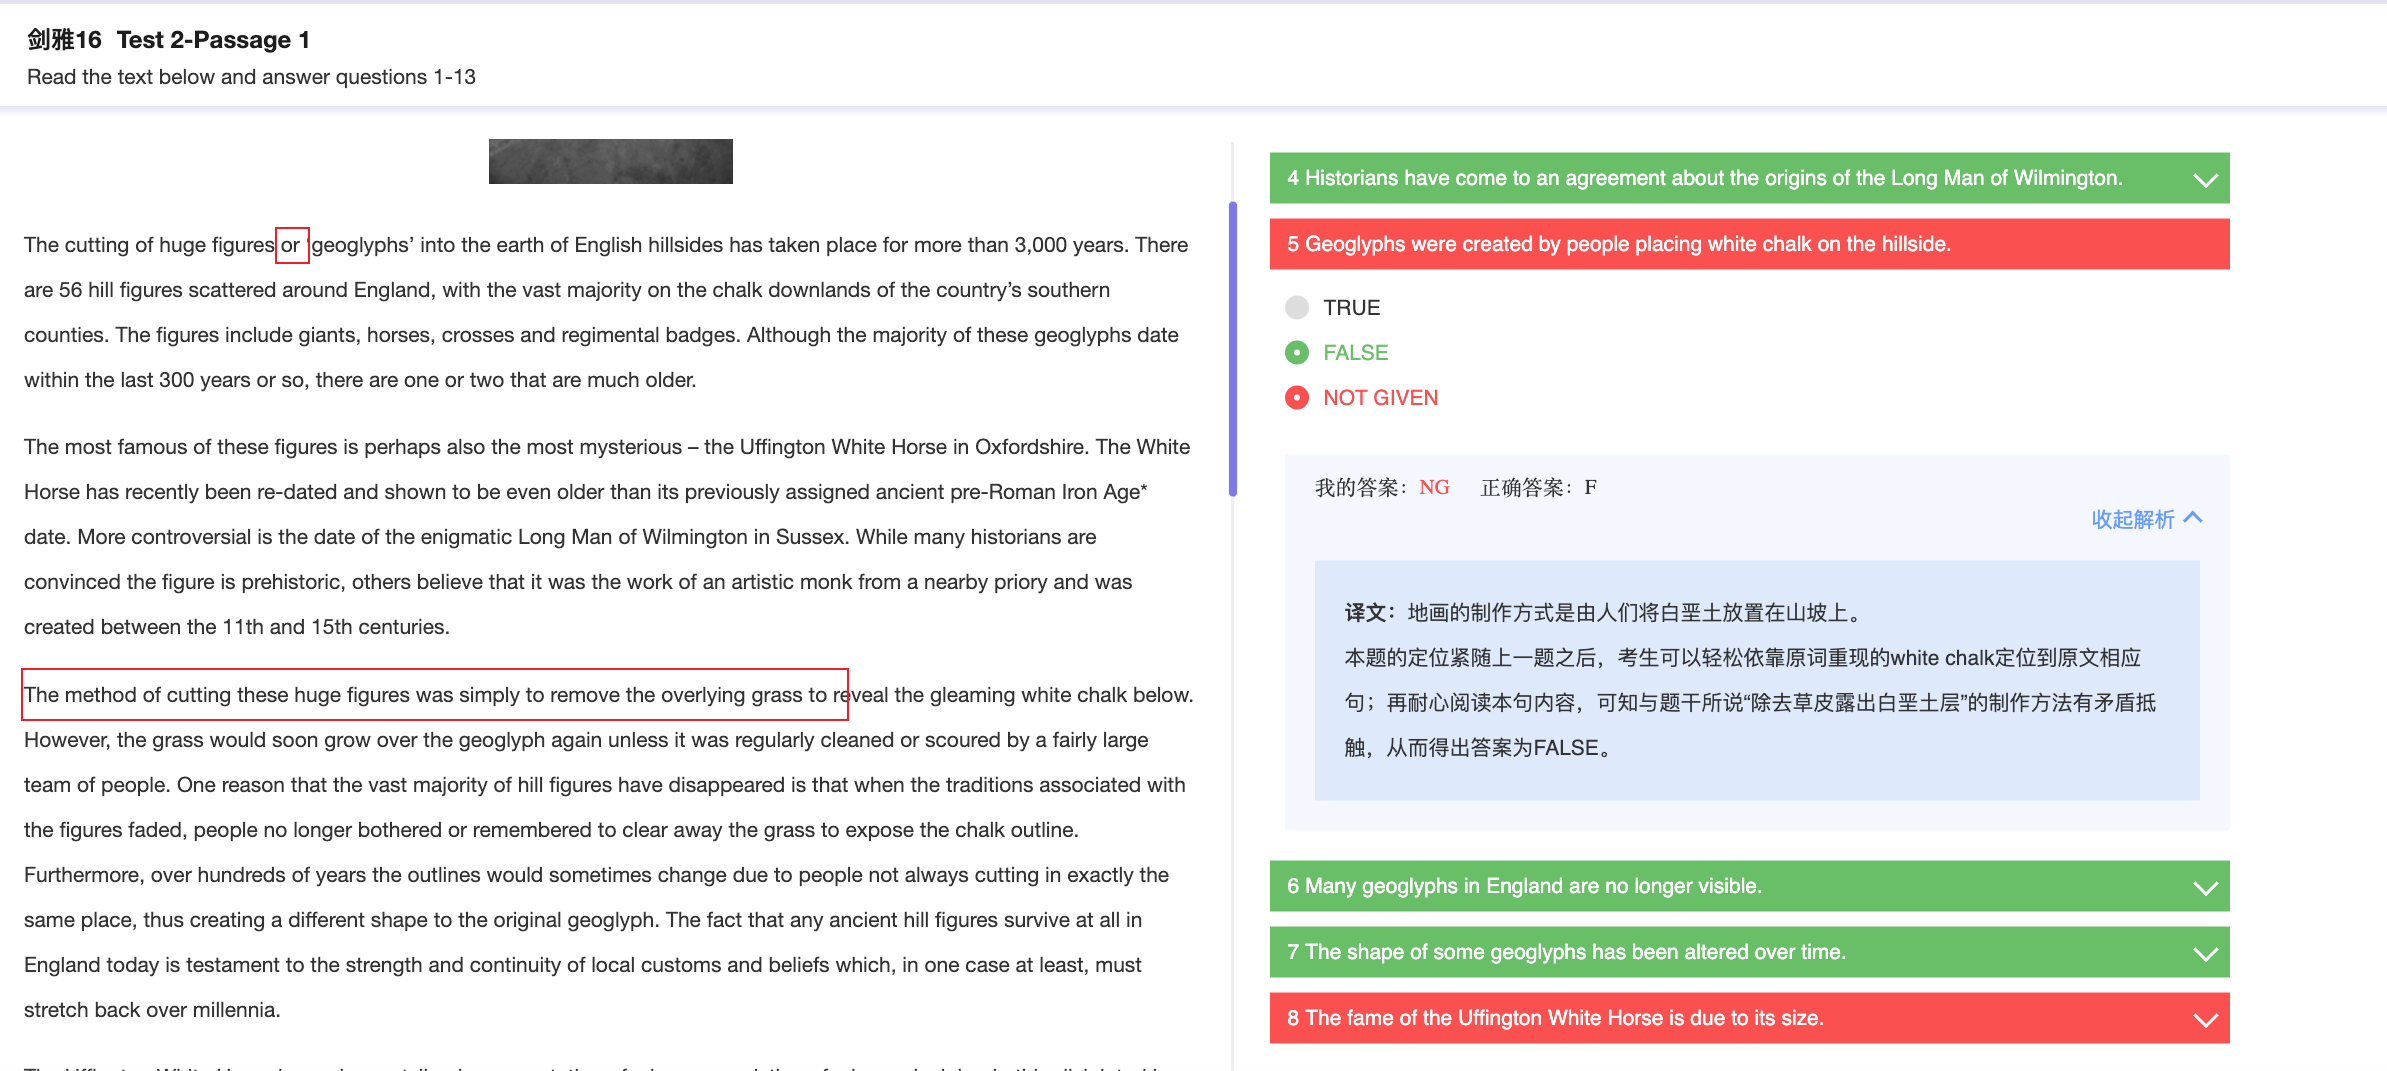 剑雅16 Test 2-Passage 1
Read the text below and answer questions 1-13
The cutting of huge figures or ‘geoglyphs’ into the earth of English hillsides has taken place for more than 3,000 years. There
are 56 hill figures scattered around England, with the vast majority on the chalk downlands of the country’s southern
counties. The figures include giants, horses, crosses and regimental badges. Although the majority of these geoglyphs date
within the last 300 years or so, there are one or two that are much older.
The most famous of these figures is perhaps also the most mysterious – the Uffington White Horse in Oxfordshire. The White
Horse has recently been re-dated and shown to be even older than its previously assigned ancient pre-Roman Iron Age*
date. More controversial is the date of the enigmatic Long Man of Wilmington in Sussex. While many historians are
convinced the figure is prehistoric, others believe that it was the work of an artistic monk from a nearby priory and was
created between the 11th and 15th centuries.
The method of cutting these huge figures was simply to remove the overlying grass to reveal the gleaming white chalk below.
However, the grass would soon grow over the geoglyph again unless it was regularly cleaned or scoured by a fairly large
team of people. One reason that the vast majority of hill figures have disappeared is that when the traditions associated with
the figures faded, people no longer bothered or remembered to clear away the grass to expose the chalk outline.
Furthermore, over hundreds of years the outlines would sometimes change due to people not always cutting in exactly the
same place, thus creating a different shape to the original geoglyph. The fact that any ancient hill figures survive at all in
England today is testament to the strength and continuity of local customs and beliefs which, in one case at least, must
stretch back over millennia.
4 Historians have come to an agreement about the origins of the Long Man of Wilmington.
5 Geoglyphs were created by people placing white chalk on the hillside.
TRUE
FALSE
NOT GIVEN
我的答案：NG 正确答案：F
收起解析
译文：地画的制作方式是由人们将白垩土放置在山坡上。
本题的定位紧随上一题之后，考生可以轻松依靠原词重现的white chalk定位到原文相应
句；再耐心阅读本句内容，可知与题干所说“除去草皮露出白垩土层”的制作方法有矛盾抵
触，从而得出答案为FALSE。
6 Many geoglyphs in England are no longer visible.
7 The shape of some geoglyphs has been altered over time.
8 The fame of the Uffington White Horse is due to its size.